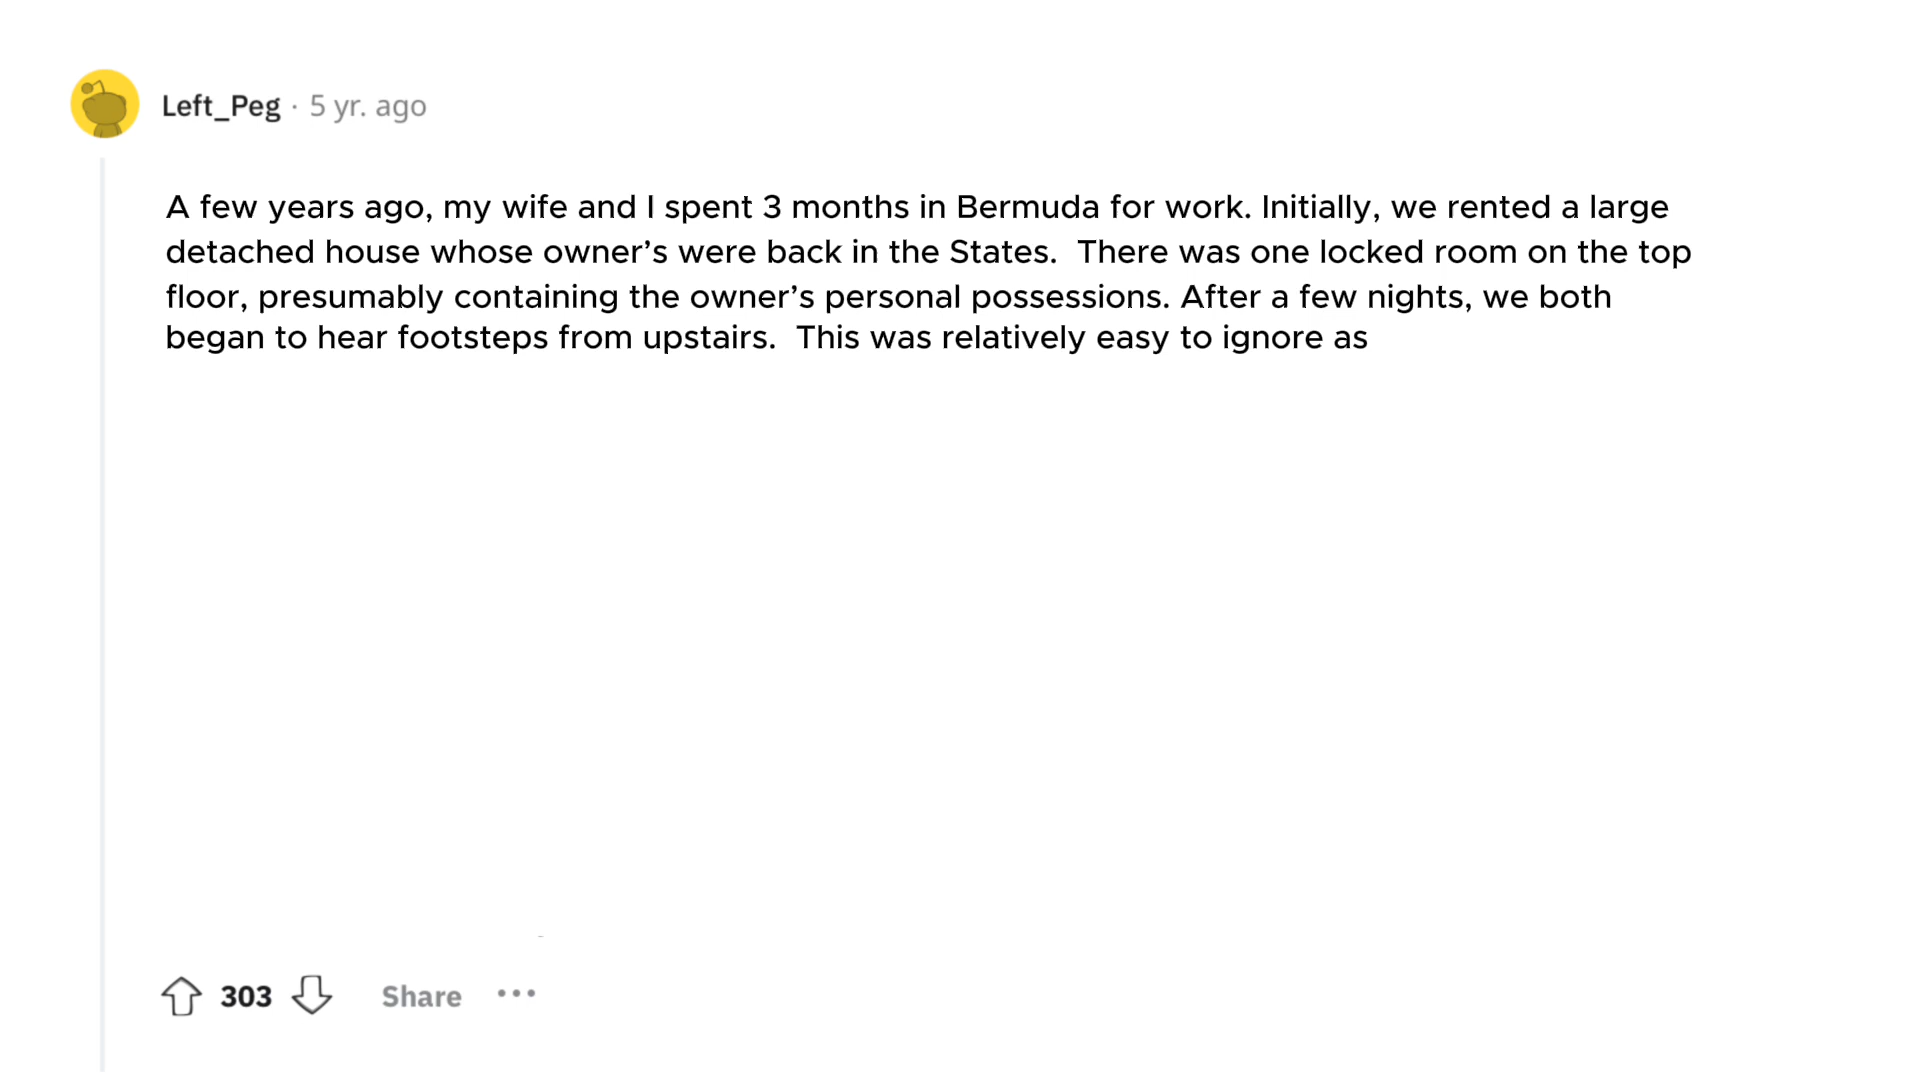 Left_Peg · 5 yr. ago
A few years ago, my wife and I spent 3 months in Bermuda for work. Initially, we rented a large
detached house whose owner’s were back in the States.  There was one locked room on the top
floor, presumably containing the owner’s personal possessions. After a few nights, we both
began to hear footsteps from upstairs.  This was relatively easy to ignore as
303 Share ···